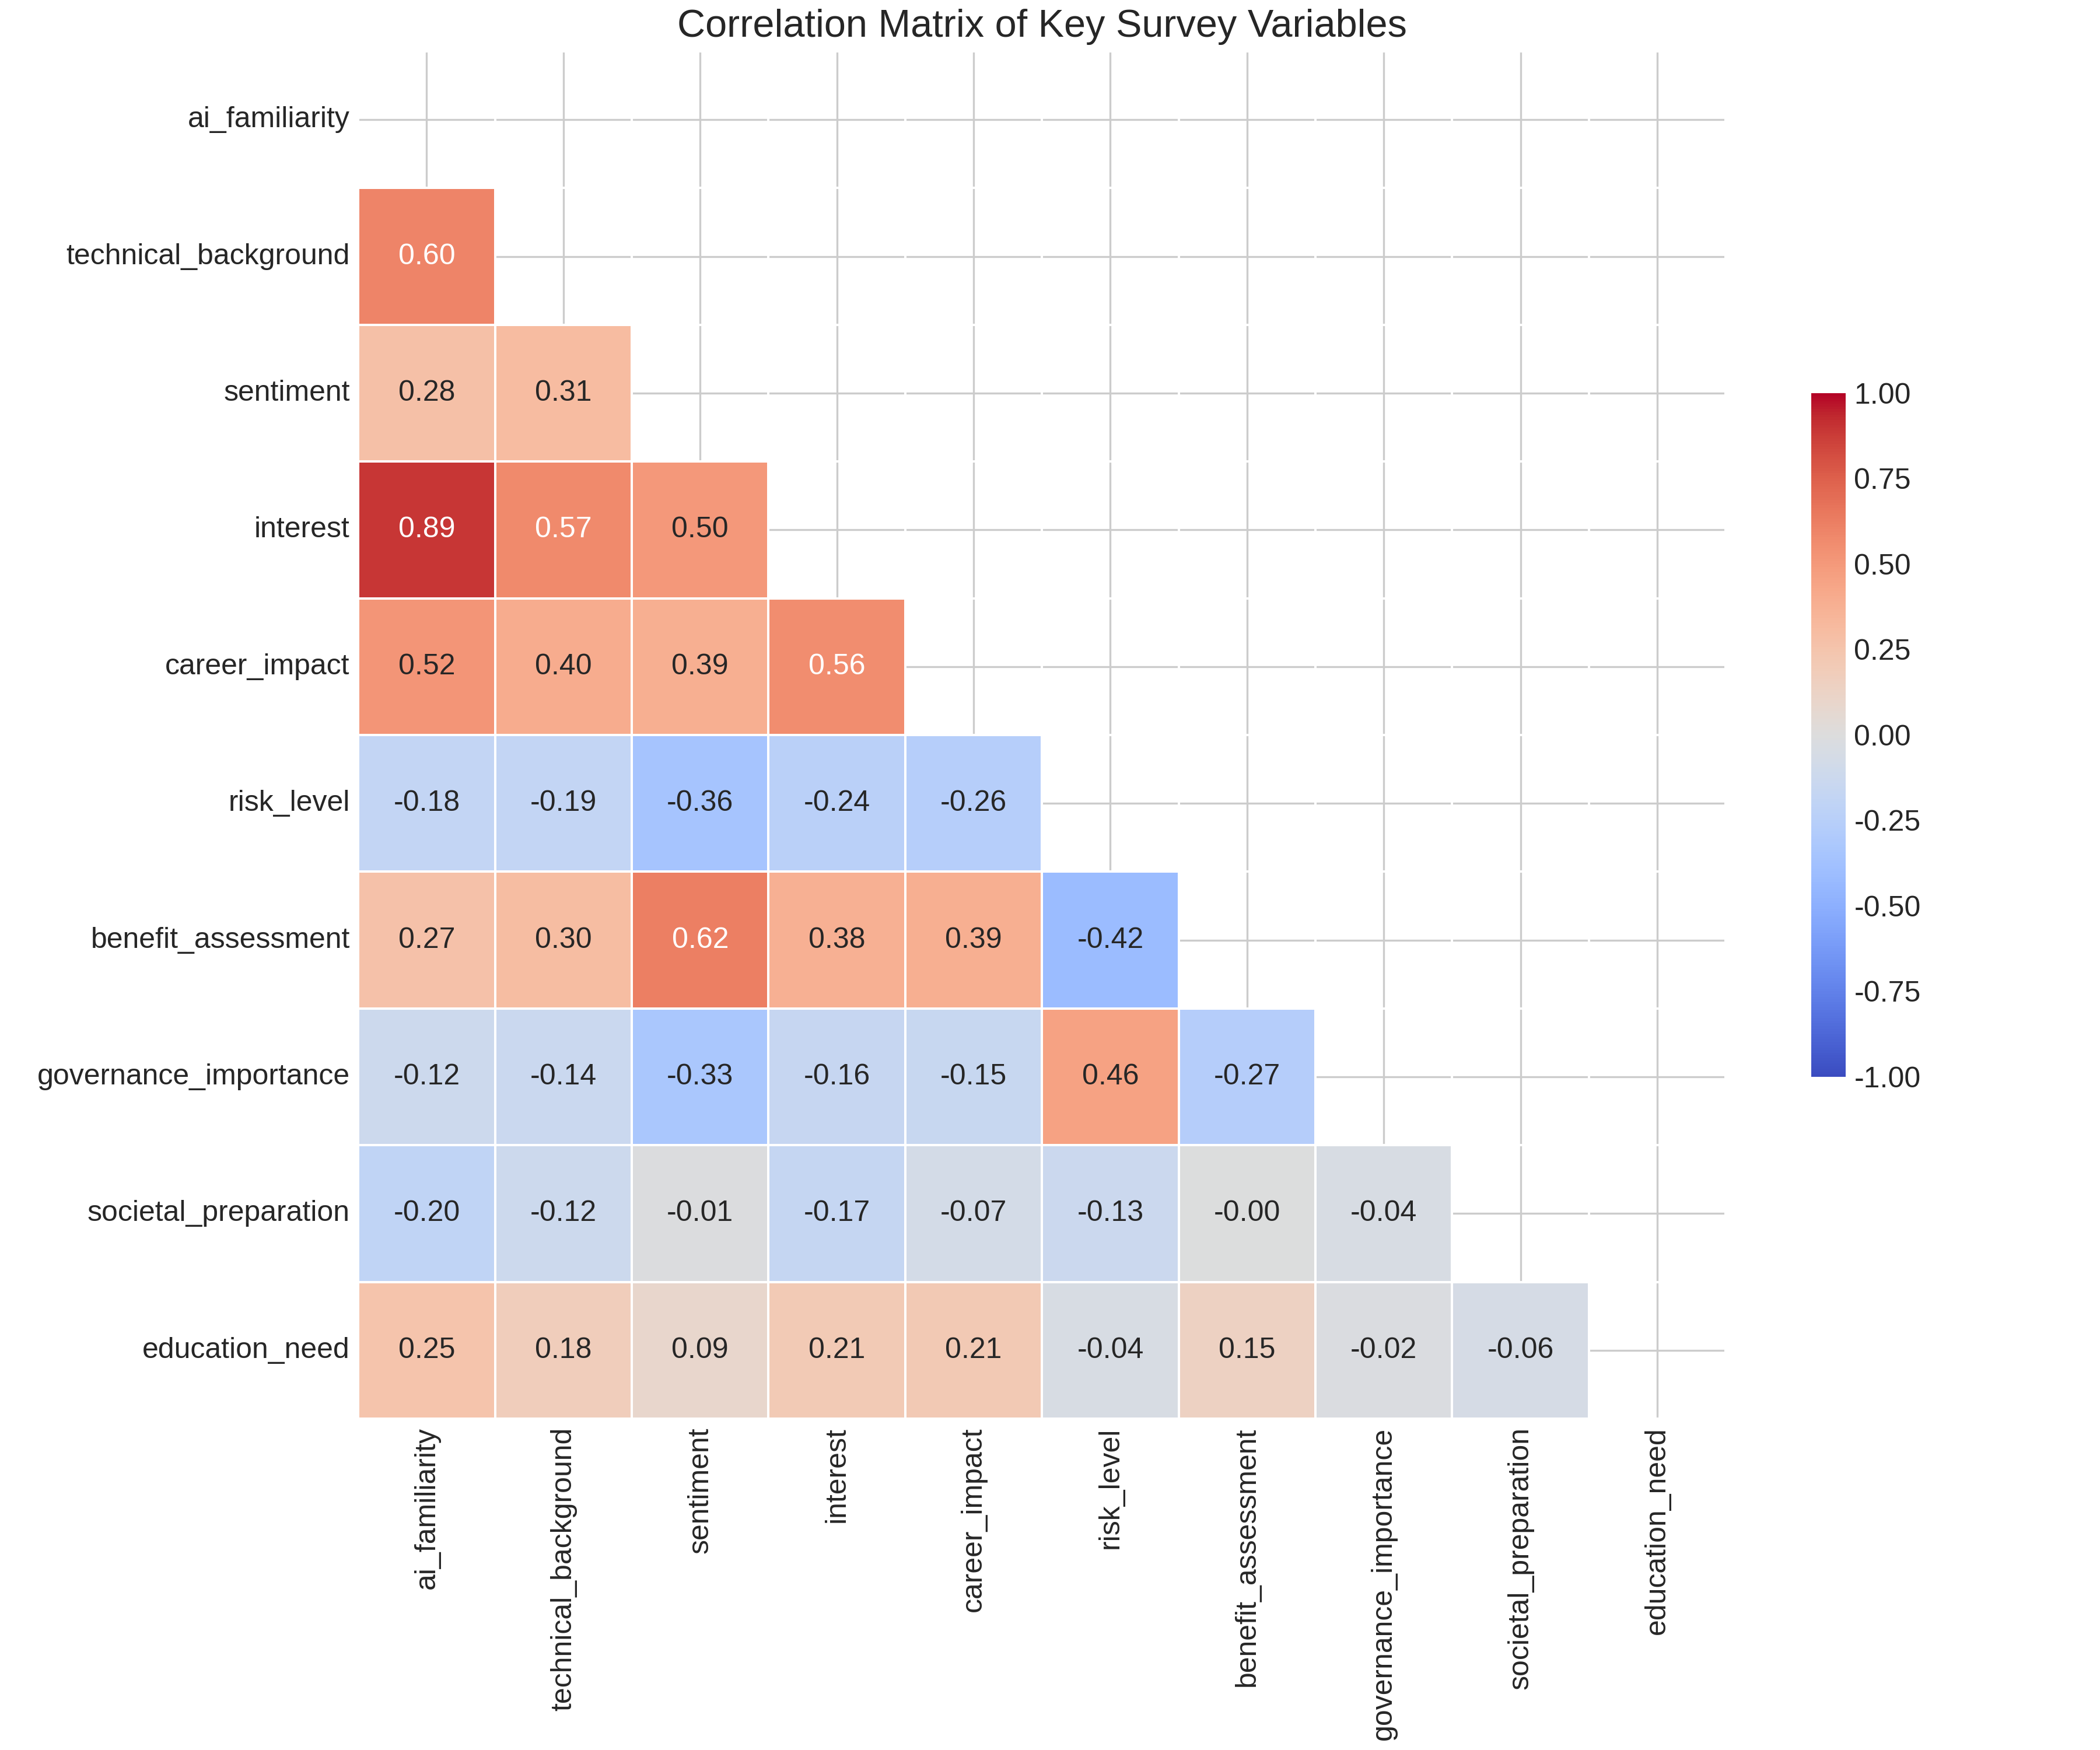 Correlation Matrix of Key Survey Variables
ai_familiarity
technical_background 0.60
sentiment 0.28 0.31
interest 0.89 0.57 0.50
career_impact 0.52 0.40 0.39 0.56
risk_level -0.18 -0.19 -0.36 -0.24 -0.26
benefit_assessment 0.27 0.30 0.62 0.38 0.39 -0.42
governance_importance -0.12 -0.14 -0.33 -0.16 -0.15 0.46 -0.27
societal_preparation -0.20 -0.12 -0.01 -0.17 -0.07 -0.13 -0.00 -0.04
education_need 0.25 0.18 0.09 0.21 0.21 -0.04 0.15 -0.02 -0.06
ai_familiarity
technical_background
sentiment
interest
career_impact
risk_level
benefit_assessment
governance_importance
societal_preparation
education_need
1.00
0.75
0.50
0.25
0.00
-0.25
-0.50
-0.75
-1.00